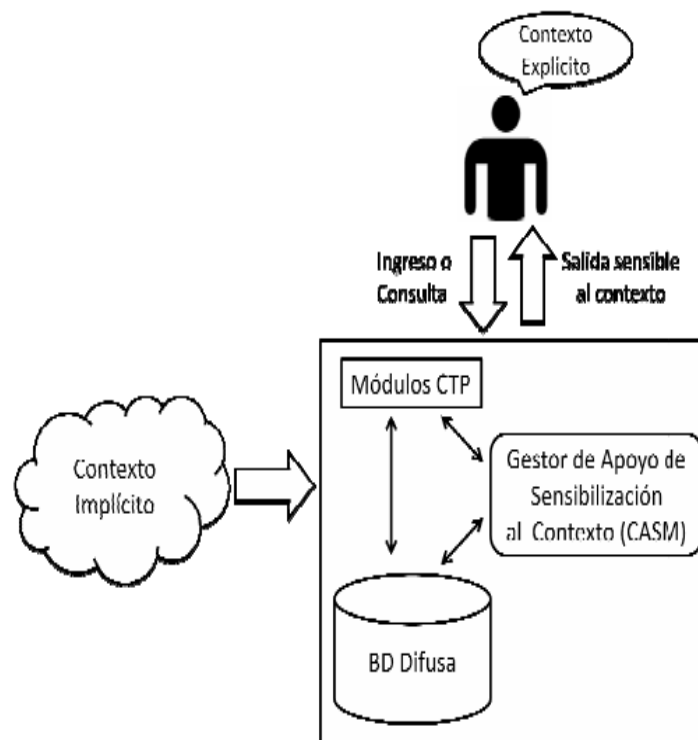 Contexto
Explicito
Ingreso o
Consulta
Salida sensible
al contexto
Módulos CTP
Contexto
Implícito
Gestor de Apoyo de
Sensibilización
al Contexto (CASM)
BD Difusa